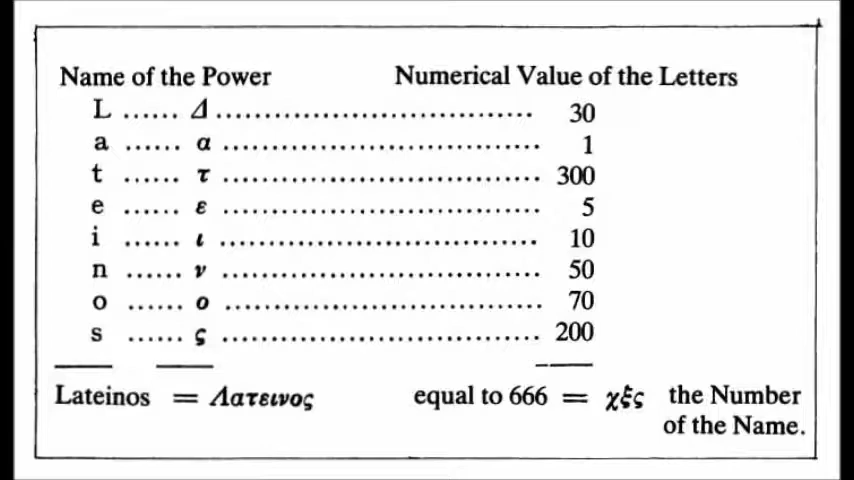 Name of the Power Numerical Value of the Letters
L ...... Λ .................................... 30
a ...... α .................................... 1
t ...... τ .................................... 300
e ...... ε .................................... 5
i ...... ι .................................... 10
n ...... ν .................................... 50
o ...... ο .................................... 70
s ...... ς .................................... 200
Lateinos = Λατεινος equal to 666 = χξς the Number
of the Name.